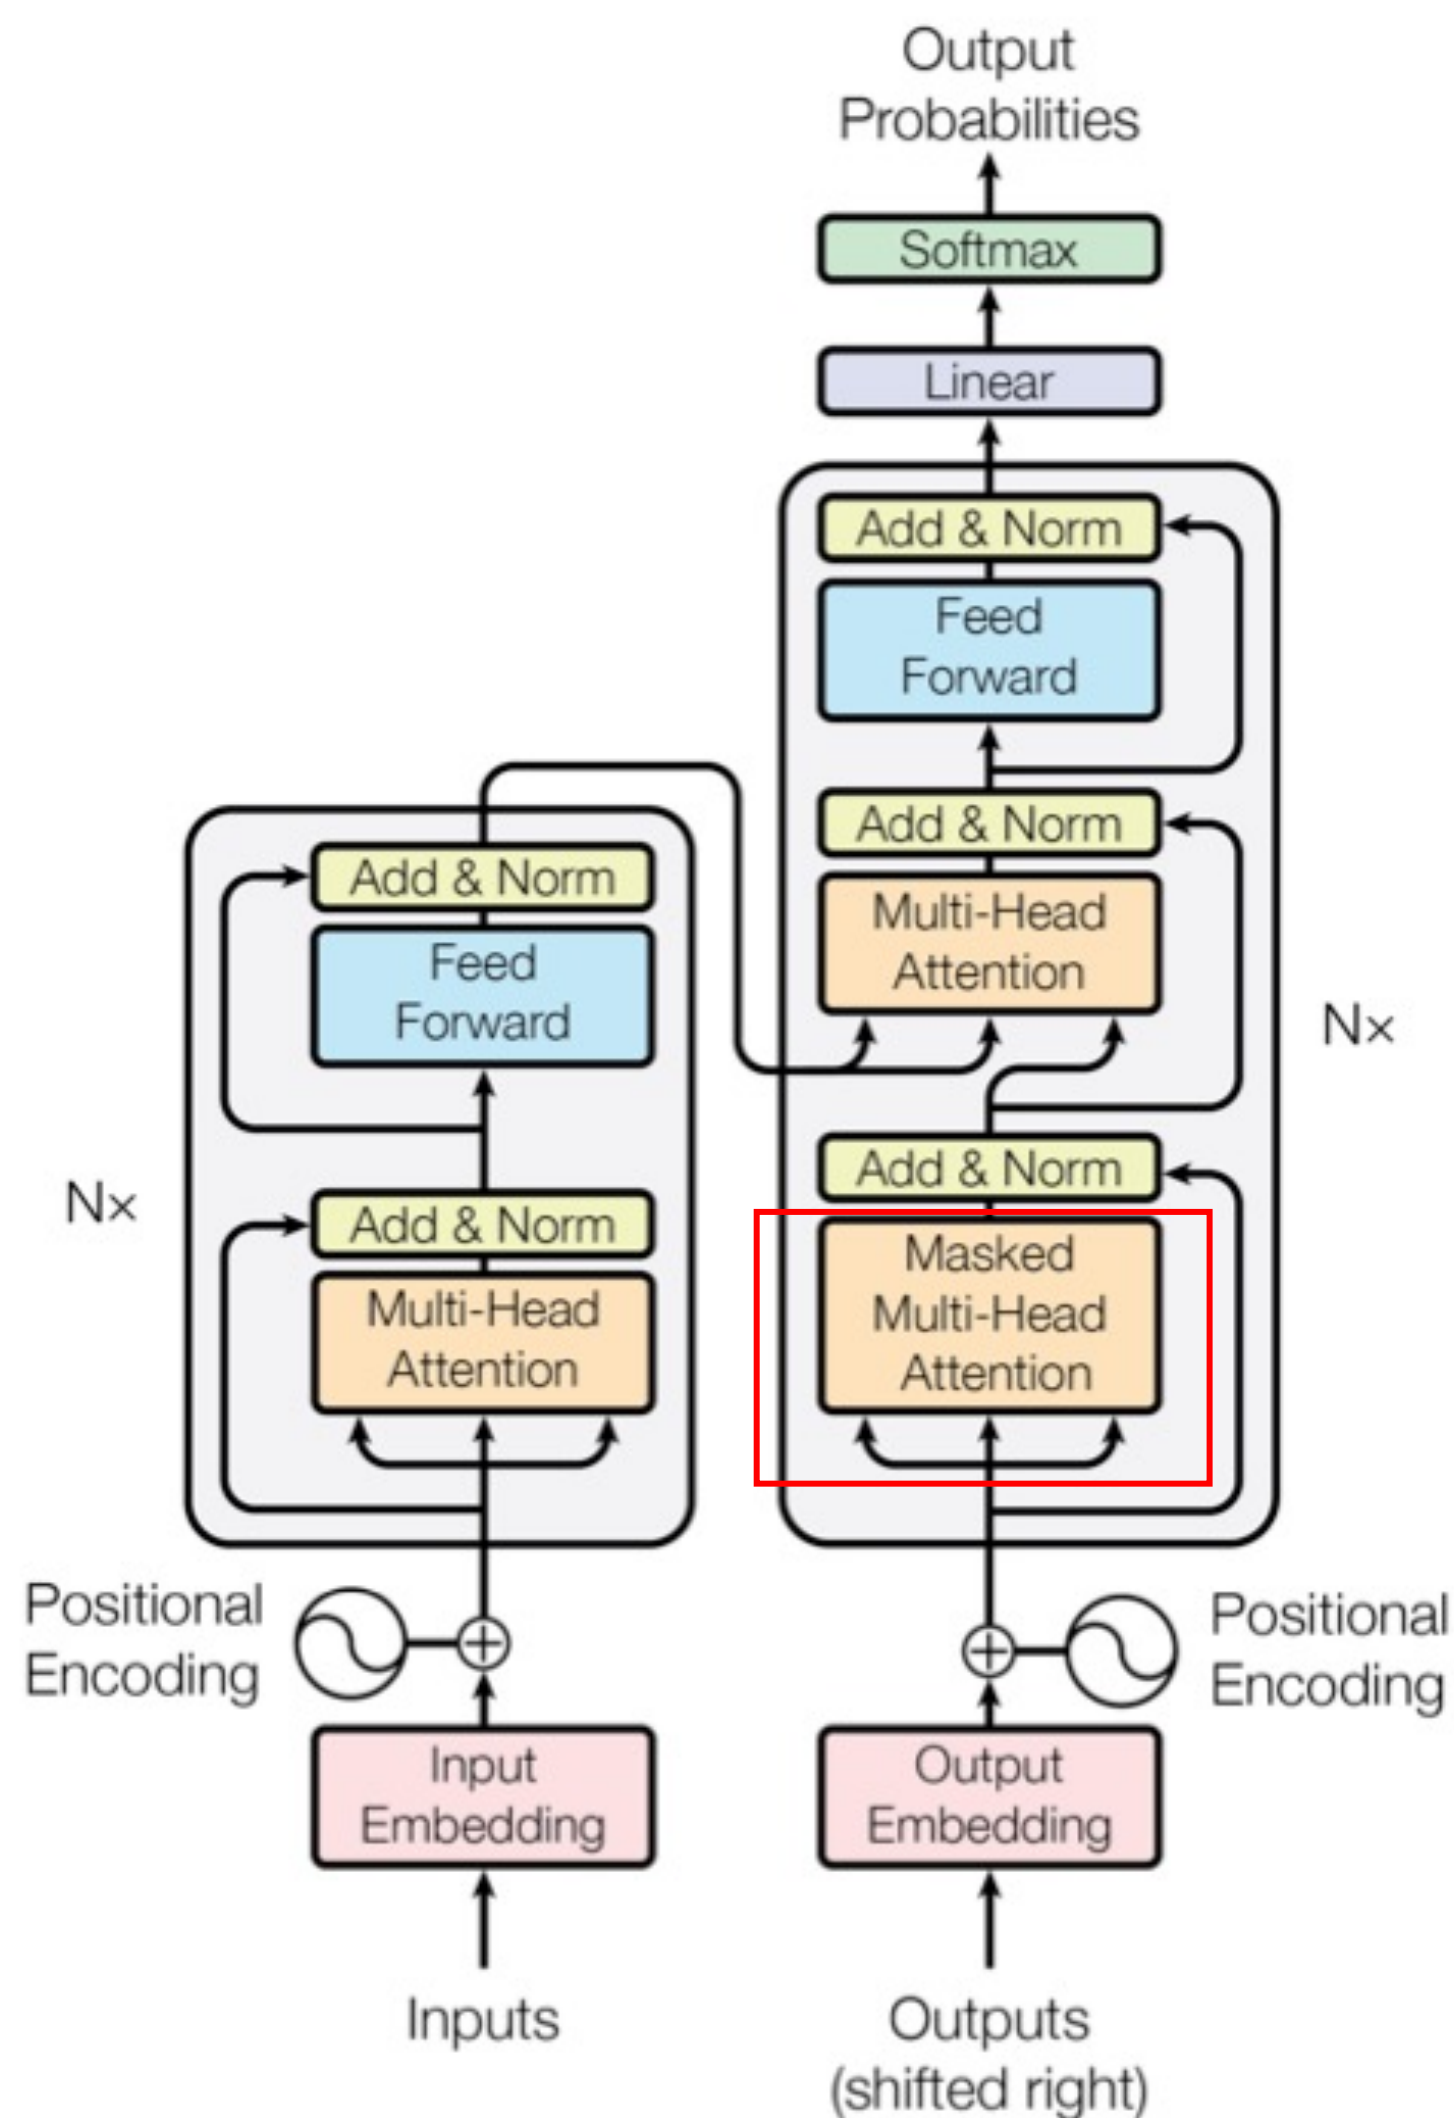 Output
Probabilities
Softmax
Linear
Add & Norm
Feed
Forward
Add & Norm
Multi-Head
Attention
Nx
Add & Norm
Masked
Multi-Head
Attention
Add & Norm
Feed
Forward
Nx
Add & Norm
Multi-Head
Attention
Positional
Encoding
Positional
Encoding
Input
Embedding
Output
Embedding
Inputs
Outputs
(shifted right)